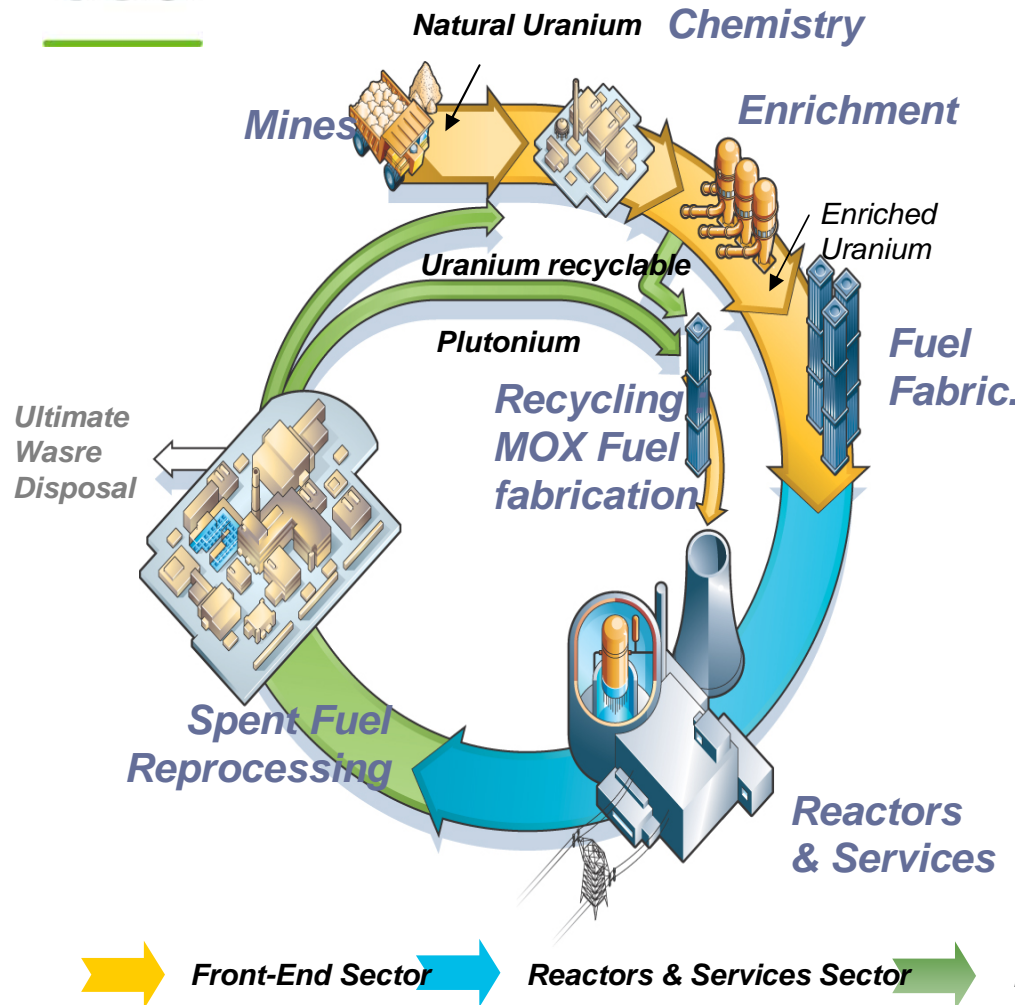 Natural Uranium
Chemistry
Mines
Enrichment
Enriched
Uranium
Uranium recyclable
Plutonium
Fuel
Fabric.
Recycling
MOX Fuel
fabrication
Ultimate
Wasre
Disposal
Spent Fuel
Reprocessing
Reactors
& Services
Front-End Sector
Reactors & Services Sector